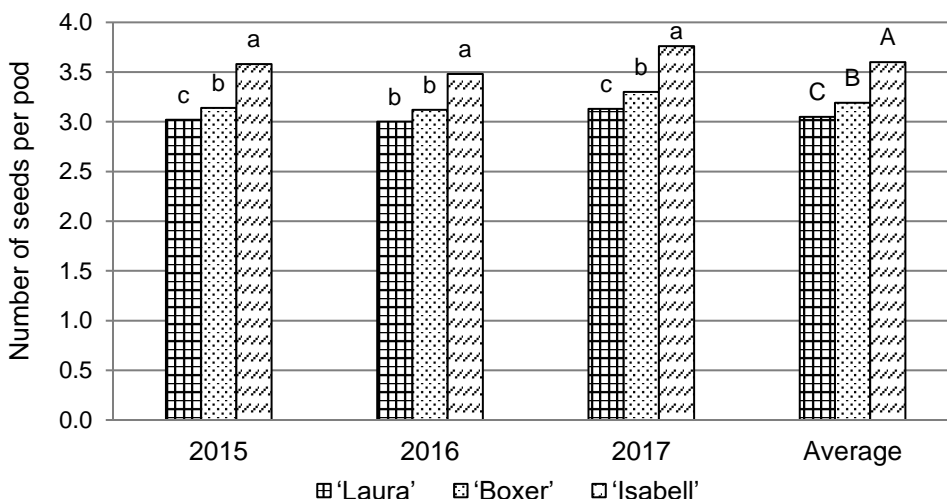 Number of seeds per pod
4.0
3.5
3.0
2.5
2.0
1.5
1.0
0.5
0.0
c b a
b b a
c b a
C B A
2015 2016 2017 Average
‘Laura’ ‘Boxer’ ‘Isabell’